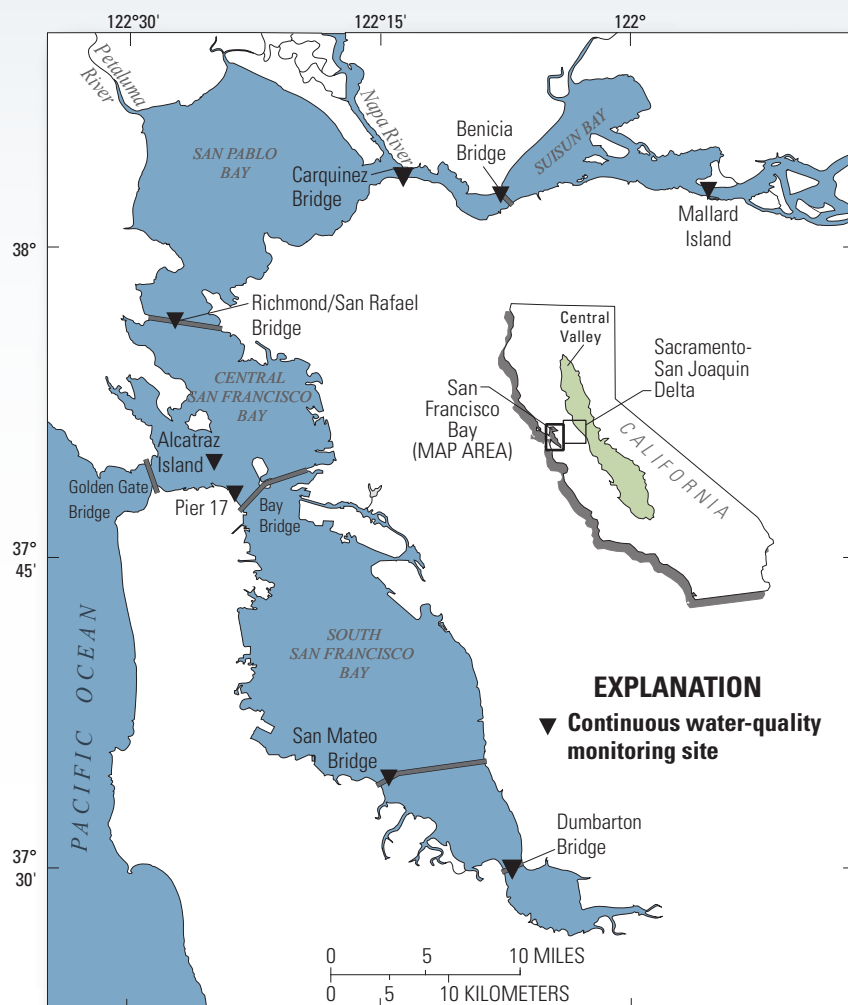 122°30'
122°15'
122°
Petaluma
River
Napa River
SAN PABLO
BAY
Carquinez
Bridge
Benicia
Bridge
SUISUN BAY
Mallard
Island
38°
Richmond/San Rafael
Bridge
CENTRAL
SAN FRANCISCO
BAY
Alcatraz
Island
Golden Gate
Bridge
Pier 17
Bay
Bridge
Central
Valley
Sacramento-
San Joaquin
Delta
San
Francisco
Bay
(MAP AREA)
CALIFORNIA
37°
45'
PACIFIC OCEAN
SOUTH
SAN FRANCISCO
BAY
San Mateo
Bridge
EXPLANATION
Continuous water-quality
monitoring site
Dumbarton
Bridge
37°
30'
0 5 10 MILES
0 5 10 KILOMETERS